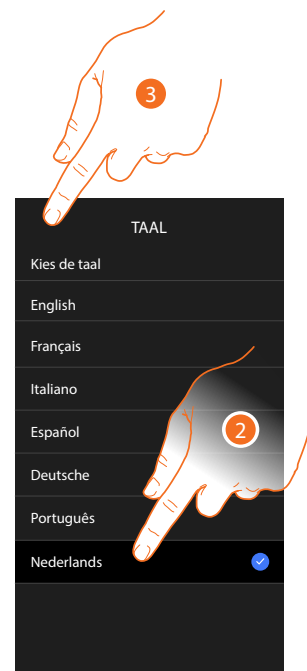 3
TAAL
Kies de taal
English
Français
Italiano
Español
2
Deutsche
Português
Nederlands